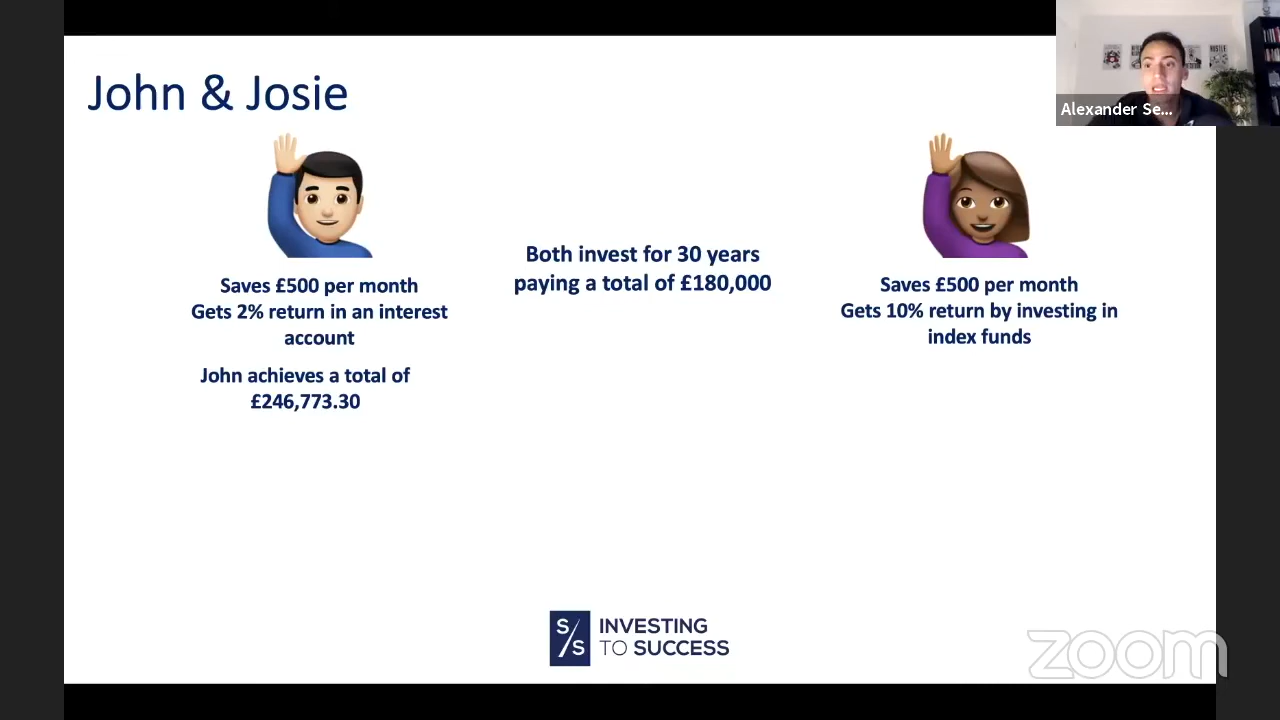 John & Josie
Alexander Se...
Saves £500 per month
Gets 2% return in an interest
account
John achieves a total of
£246,773.30
Both invest for 30 years
paying a total of £180,000
Saves £500 per month
Gets 10% return by investing in
index funds
S/S
INVESTING
TO SUCCESS
zoom